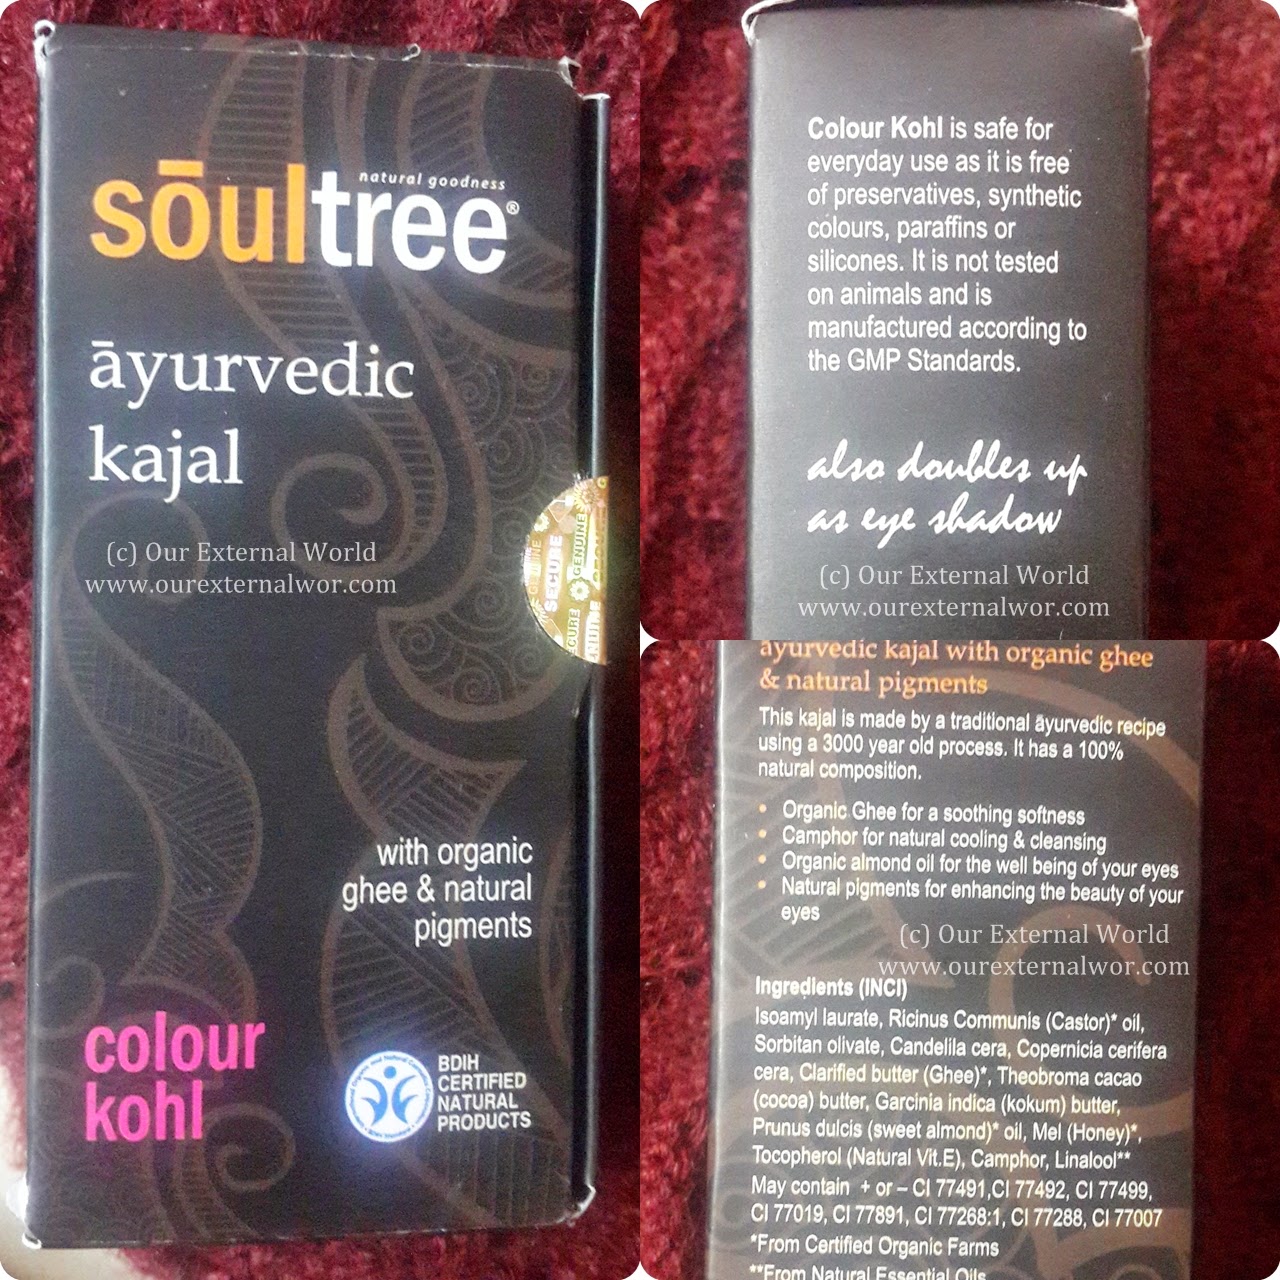 natural goodness
sōultree®
āyurvedic
kajal
(c) Our External World
www.ourexternalwor.com
SECURE
GENUINE
with organic
ghee & natural
pigments
colour
kohl
BDIH
CERTIFIED
NATURAL
PRODUCTS
Colour Kohl is safe for
everyday use as it is free
of preservatives, synthetic
colours, paraffins or
silicones. It is not tested
on animals and is
manufactured according to
the GMP Standards.
also doubles up
as eye shadow
(c) Our External World
www.ourexternalwor.com
ayurvedic kajal with organic ghee
& natural pigments
This kajal is made by a traditional āyurvedic recipe
using a 3000 year old process. It has a 100%
natural composition.
• Organic Ghee for a soothing softness
• Camphor for natural cooling & cleansing
• Organic almond oil for the well being of your eyes
• Natural pigments for enhancing the beauty of your
eyes
(c) Our External World
www.ourexternalwor.com
Ingredients (INCI)
Isoamyl laurate, Ricinus Communis (Castor)* oil,
Sorbitan olivate, Candelila cera, Copernicia cerifera
cera, Clarified butter (Ghee)*, Theobroma cacao
(cocoa) butter, Garcinia indica (kokum) butter,
Prunus dulcis (sweet almond)* oil, Mel (Honey)*,
Tocopherol (Natural Vit.E), Camphor, Linalool**
May contain + or – CI 77491,CI 77492, CI 77499,
CI 77019, CI 77891, CI 77268:1, CI 77288, CI 77007
*From Certified Organic Farms
**From Natural Essential Oils